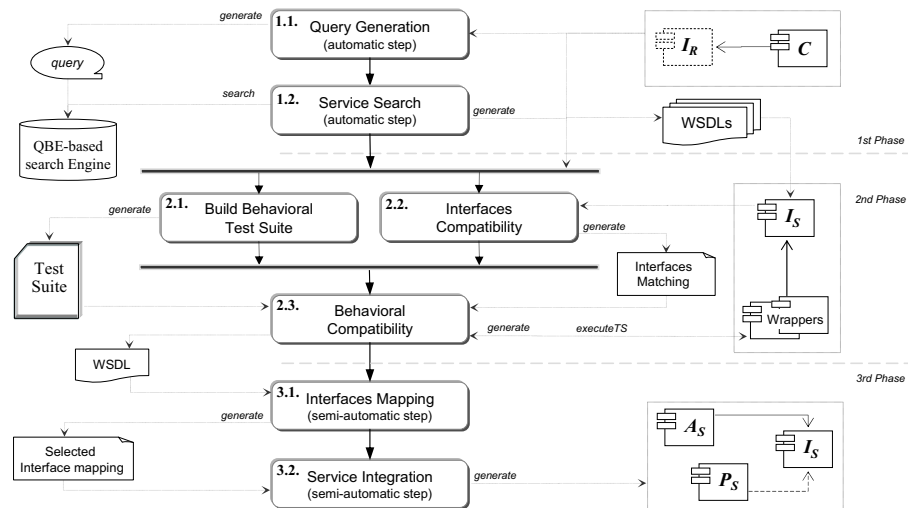 generate
1.1. Query Generation
(automatic step)
I_R
C
query
search
1.2. Service Search
(automatic step)
generate
WSDLs
QBE-based
search Engine
1st Phase
generate
2.1. Build Behavioral
Test Suite
2.2. Interfaces
Compatibility
generate
2nd Phase
I_S
Test
Suite
Interfaces
Matching
2.3. Behavioral
Compatibility
generate
executeTS
Wrappers
WSDL
3rd Phase
3.1. Interfaces Mapping
(semi-automatic step)
generate
A_S
I_S
Selected
Interface mapping
3.2. Service Integration
(semi-automatic step)
generate
P_S